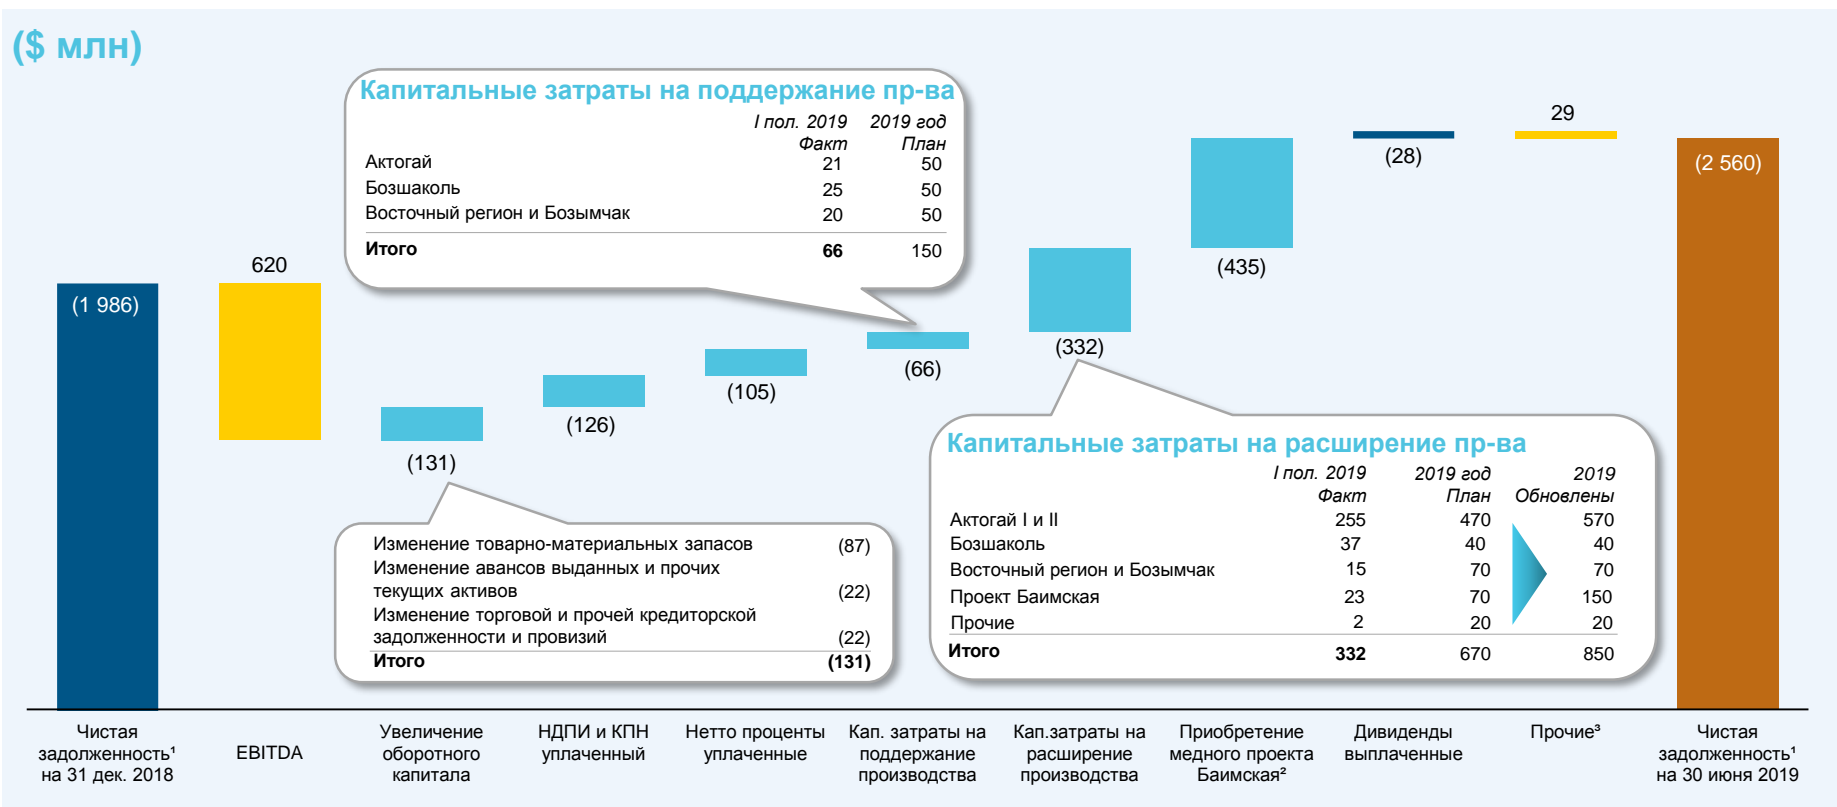 ($ млн)
Капитальные затраты на поддержание пр-ва
I пол. 2019 2019 год
Факт План
Актогай 21 50
Бозшаколь 25 50
Восточный регион и Бозымчак 20 50
Итого 66 150
(1 986)
620
(131)
(126)
(105)
(66)
(332)
(435)
(28)
29
(2 560)
Изменение товарно-материальных запасов (87)
Изменение авансов выданных и прочих
текущих активов (22)
Изменение торговой и прочей кредиторской
задолженности и провизий (22)
Итого (131)
Капитальные затраты на расширение пр-ва
I пол. 2019 2019 год 2019
Факт План Обновлены
Актогай I и II 255 470 570
Бозшаколь 37 40 40
Восточный регион и Бозымчак 15 70 70
Проект Баимская 23 70 150
Прочие 2 20 20
Итого 332 670 850
Чистая
задолженность¹
на 31 дек. 2018
EBITDA
Увеличение
оборотного
капитала
НДПИ и КПН
уплаченный
Нетто проценты
уплаченные
Кап. затраты на
поддержание
производства
Кап.затраты на
расширение
производства
Приобретение
медного проекта
Баимская²
Дивиденды
выплаченные
Прочие³
Чистая
задолженность¹
на 30 июня 2019